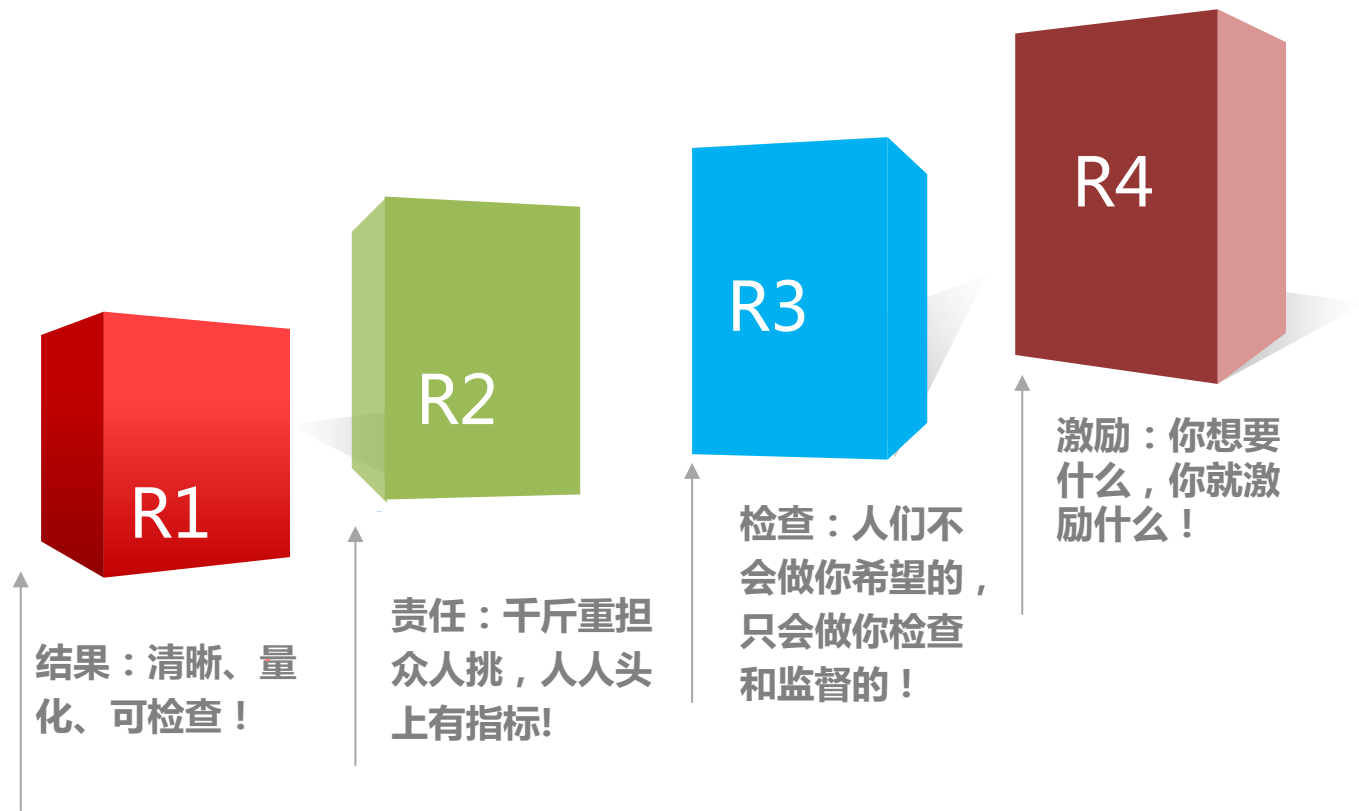 R1
结果：清晰、量
化、可检查！
R2
责任：千斤重担
众人挑，人人头
上有指标!
R3
检查：人们不
会做你希望的，
只会做你检查
和监督的！
R4
激励：你想要
什么，你就激
励什么！